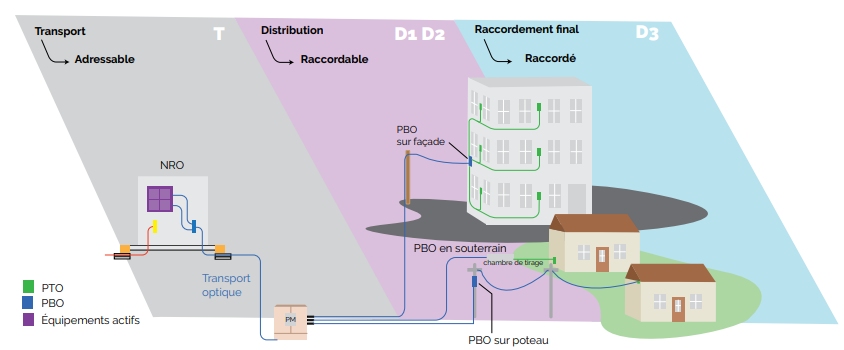 Transport
Adressable
T
Distribution
Raccordable
D1 D2
Raccordement final
Raccordé
D3
PBO
sur façade
NRO
PBO en souterrain
chambre de tirage
Transport
optique
PTO
PBO
Équipements actifs
PM
PBO sur poteau